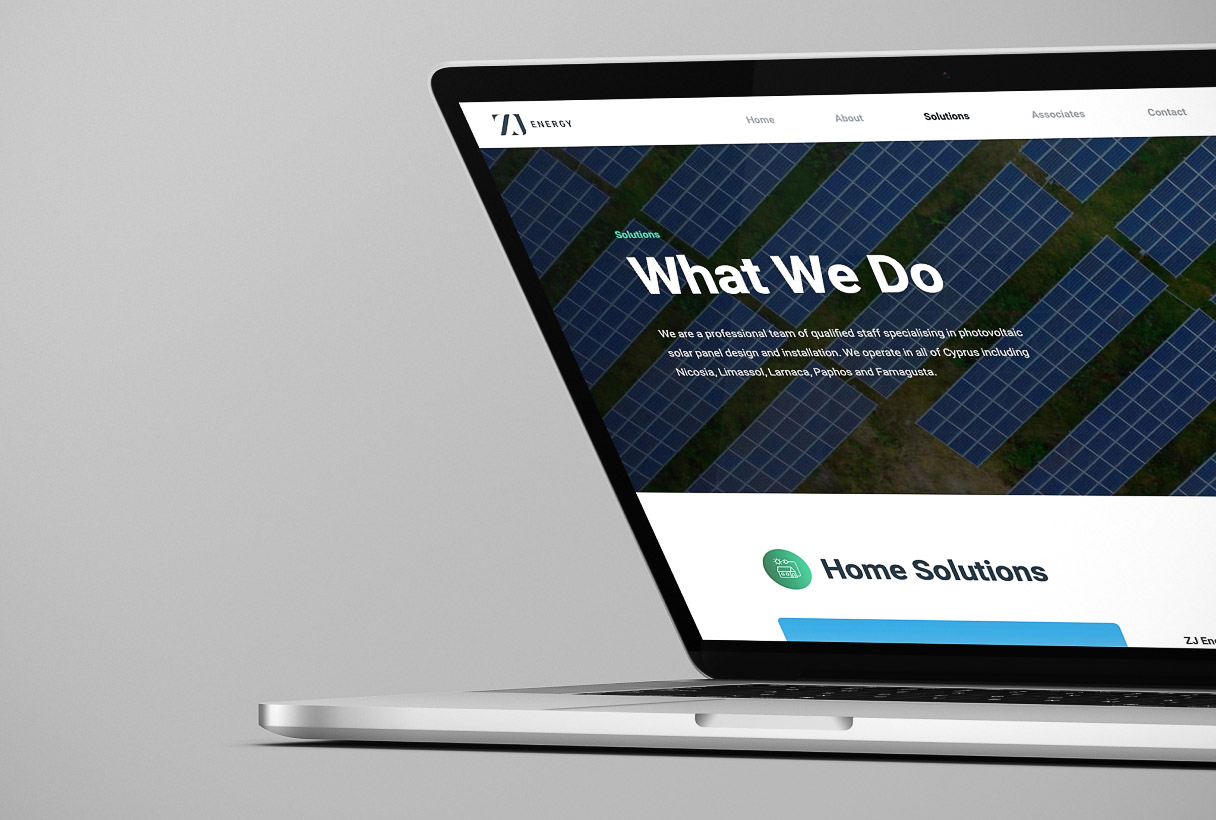 ZJ ENERGY
Home
About
Solutions
Associates
Contact
Solutions
What We Do
We are a professional team of qualified staff specialising in photovoltaic
solar panel design and installation. We operate in all of Cyprus including
Nicosia, Limassol, Larnaca, Paphos and Famagusta.
Home Solutions
ZJ